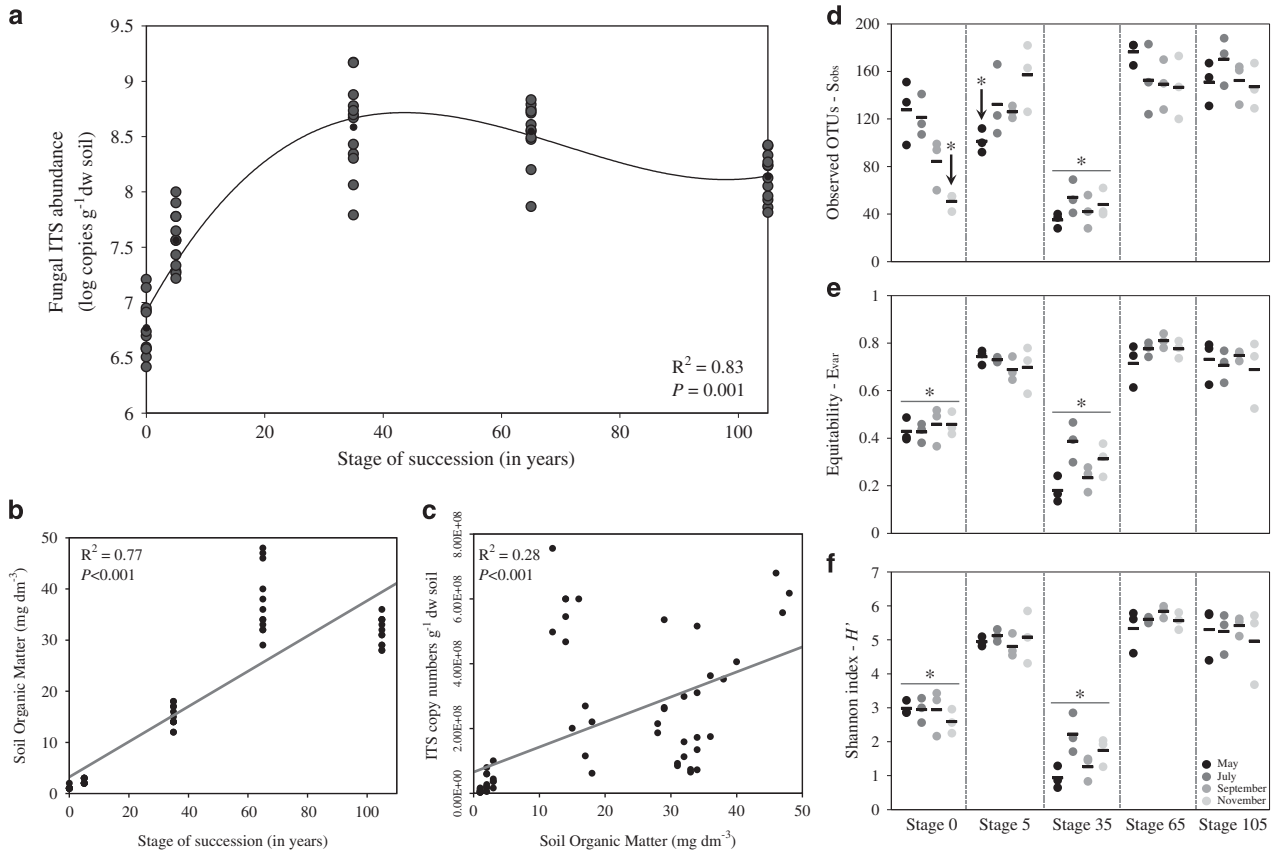 a
9.5
9
8.5
8
7.5
7
6.5
6
Fungal ITS abundance
(log copies g-1dw soil)
R2 = 0.83
P = 0.001
0 20 40 60 80 100
Stage of succession (in years)
b
50
40
30
20
10
0
Soil Organic Matter (mg dm-3)
R2 = 0.77
P<0.001
0 20 40 60 80 100
Stage of succession (in years)
c
8.00E+08
6.00E+08
4.00E+08
2.00E+08
0.00E+00
ITS copy numbers g-1 dw soil
R2 = 0.28
P<0.001
0 10 20 30 40 50
Soil Organic Matter (mg dm-3)
d
200
160
120
80
40
0
Observed OTUs - Sobs
* * *
e
1
0.8
0.6
0.4
0.2
0
Equitability - Evar
* *
f
7
6
5
4
3
2
1
0
Shannon index - H'
* *
May
July
September
November
Stage 0 Stage 5 Stage 35 Stage 65 Stage 105